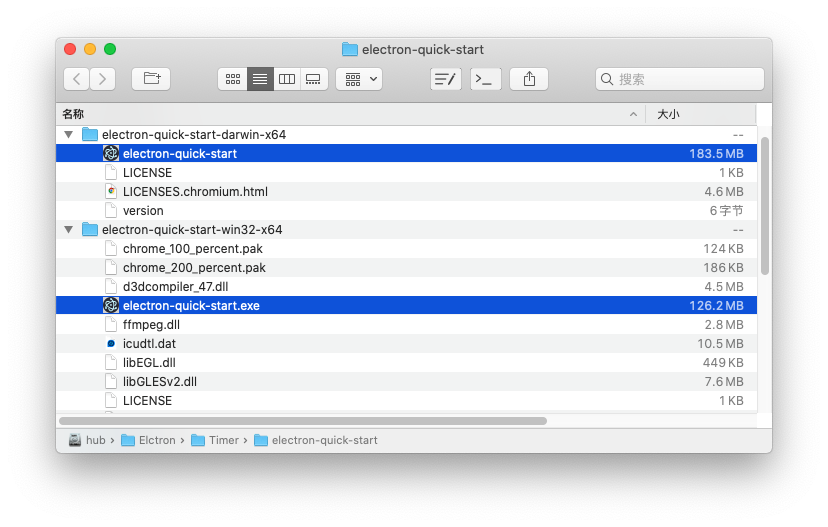 electron-quick-start
搜索
名称 大小
electron-quick-start-darwin-x64 --
electron-quick-start 183.5 MB
LICENSE 1 KB
LICENSES.chromium.html 4.6 MB
version 6 字节
electron-quick-start-win32-x64 --
chrome_100_percent.pak 124 KB
chrome_200_percent.pak 186 KB
d3dcompiler_47.dll 4.5 MB
electron-quick-start.exe 126.2 MB
ffmpeg.dll 2.8 MB
icudtl.dat 10.5 MB
libEGL.dll 449 KB
libGLESv2.dll 7.6 MB
LICENSE 1 KB
hub › Elctron › Timer › electron-quick-start